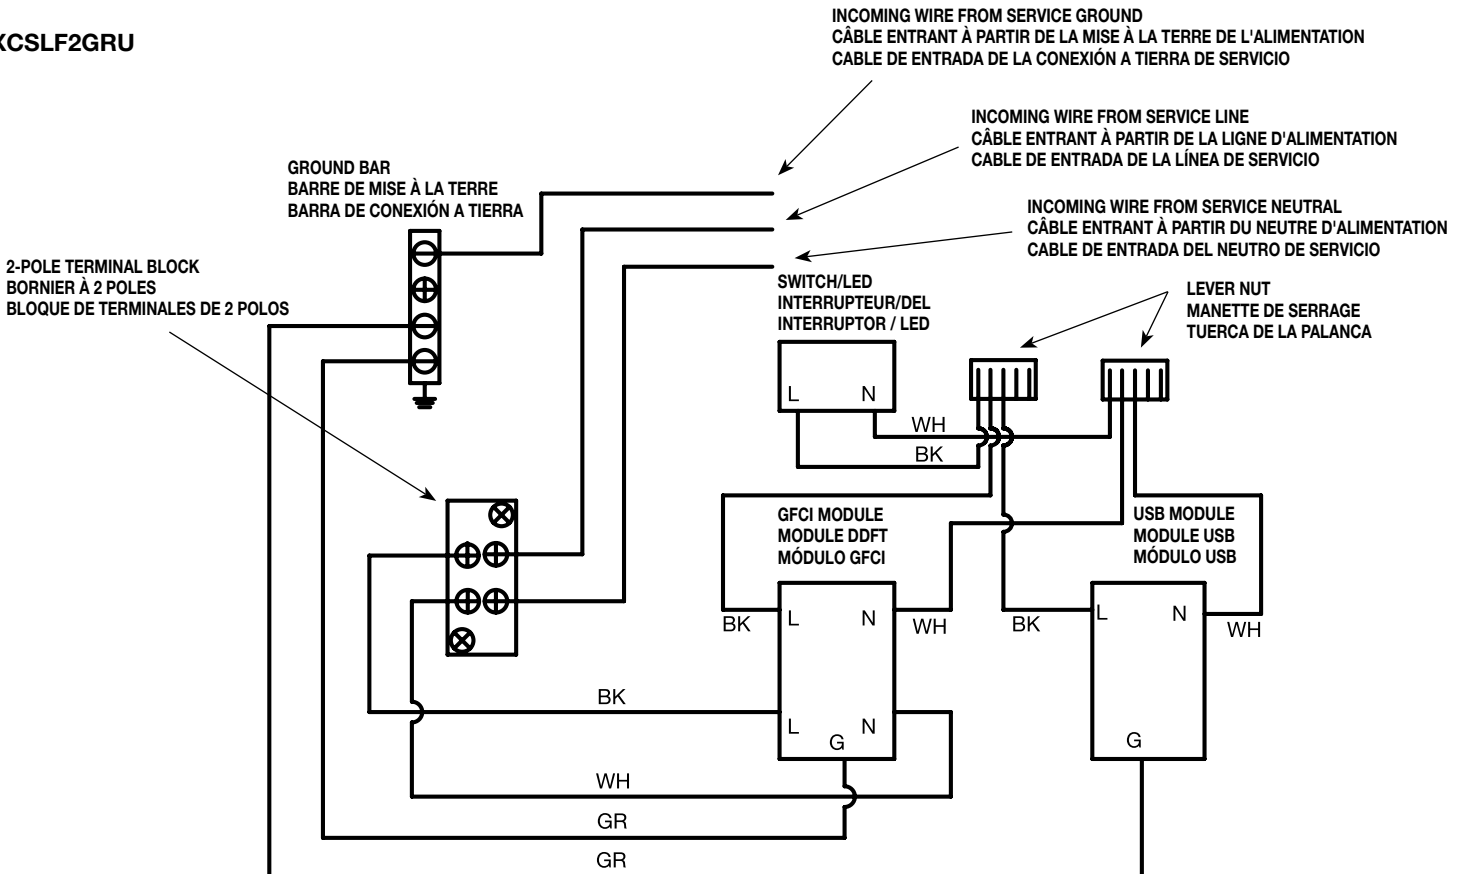 XCSLF2GRU
INCOMING WIRE FROM SERVICE GROUND
CÂBLE ENTRANT À PARTIR DE LA MISE À LA TERRE DE L'ALIMENTATION
CABLE DE ENTRADA DE LA CONEXIÓN A TIERRA DE SERVICIO
INCOMING WIRE FROM SERVICE LINE
CÂBLE ENTRANT À PARTIR DE LA LIGNE D'ALIMENTATION
CABLE DE ENTRADA DE LA LÍNEA DE SERVICIO
GROUND BAR
BARRE DE MISE À LA TERRE
BARRA DE CONEXIÓN A TIERRA
INCOMING WIRE FROM SERVICE NEUTRAL
CÂBLE ENTRANT À PARTIR DU NEUTRE D'ALIMENTATION
CABLE DE ENTRADA DEL NEUTRO DE SERVICIO
2-POLE TERMINAL BLOCK
BORNIER À 2 POLES
BLOQUE DE TERMINALES DE 2 POLOS
SWITCH/LED
INTERRUPTEUR/DEL
INTERRUPTOR / LED
LEVER NUT
MANETTE DE SERRAGE
TUERCA DE LA PALANCA
L N
WH
BK
GFCI MODULE
MODULE DDFT
MÓDULO GFCI
USB MODULE
MODULE USB
MÓDULO USB
BK L N WH BK L N WH
BK
L N
G
G
WH
GR
GR